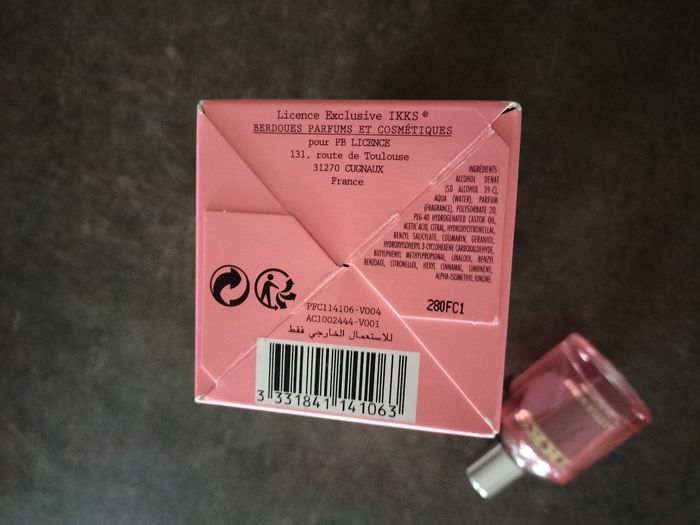 Licence Exclusive IKKS®
BERDOUES PARFUMS ET COSMÉTIQUES
pour PB LICENCE
131, route de Toulouse
31270 CUGNAUX
France
INGREDIENTS
ALCOHOL DENAT
(SD ALCOHOL 39-C),
AQUA (WATER), PARFUM
(FRAGRANCE), POLYSORBATE 20,
PEG-40 HYDROGENATED CASTOR OIL,
ACETIC ACID, CITRAL, HYDROXYCITRONELLAL,
BENZYL SALICYLATE, COUMARIN, GERANIOL,
HYDROXYISOHEXYL 3-CYCLOHEXENE CARBOXALDEHYDE,
BUTYLPHENYL METHYLPROPIONAL, LINALOOL, BENZYL
BENZOATE, CITRONELLOL, HEXYL CINNAMAL, LIMONENE,
ALPHA-ISOMETHYL IONONE.
280FC1
PFC114106-V004
AC1002444-V001
للاستعمال الخارجي فقط
3 331841 141063